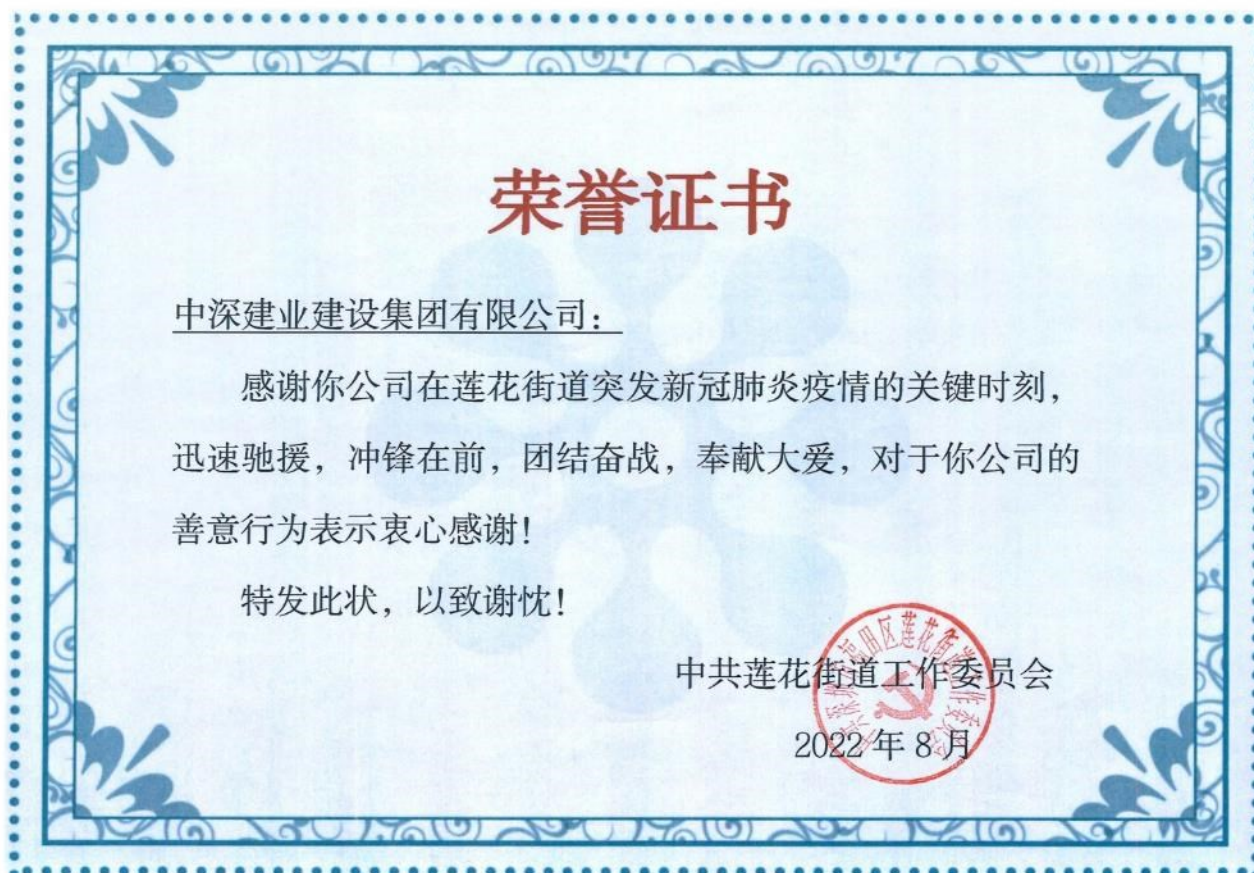 荣誉证书
中深建业建设集团有限公司：
感谢你公司在莲花街道突发新冠肺炎疫情的关键时刻，
迅速驰援，冲锋在前，团结奋战，奉献大爱，对于你公司的
善意行为表示衷心感谢！
特发此状，以致谢忱！
中共莲花街道工作委员会
2022年8月